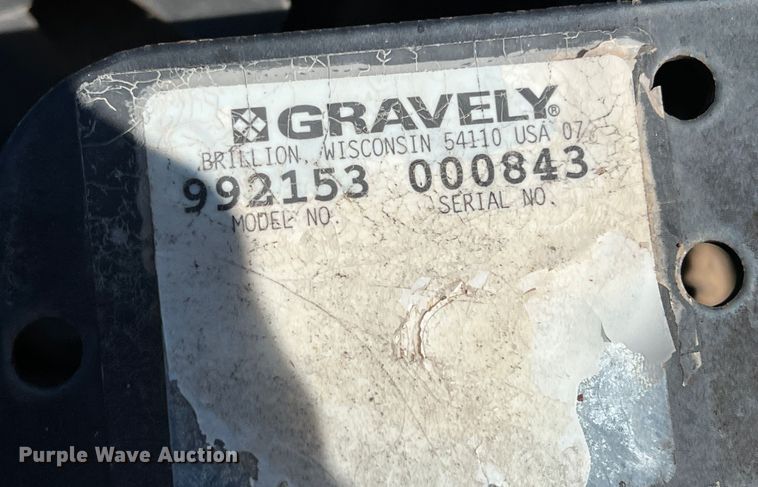 GRAVELY®
BRILLION, WISCONSIN 54110 USA 07
992153 000843
MODEL NO. SERIAL NO.
Purple Wave Auction